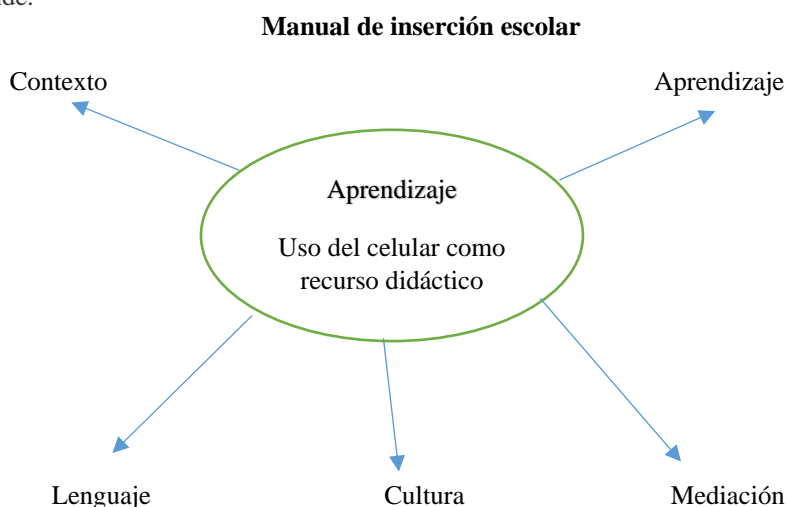 Manual de inserción escolar
Contexto
Aprendizaje
Aprendizaje
Uso del celular como
recurso didáctico
Lenguaje
Cultura
Mediación